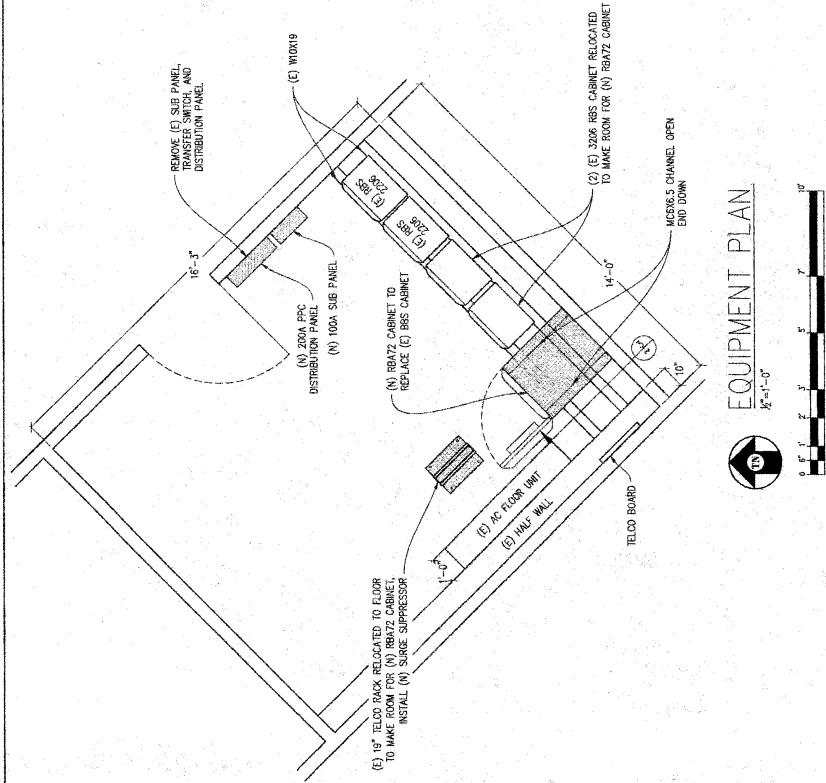 REMOVE (E) SUB PANEL,
TRANSFER SWITCH, AND
DISTRIBUTION PANEL
(E) W10X19
16'-3"
(N) 200A PPC
DISTRIBUTION PANEL
(N) 100A SUB PANEL
(E) RBS
2206
(E) RBS
2206
(2) (E) 3206 RBS CABINET RELOCATED
TO MAKE ROOM FOR (N) RBA72 CABINET
(N) RBA72 CABINET TO
REPLACE (E) BBS CABINET
MC6X6.5 CHANNEL OPEN
END DOWN
14'-0"
10"
(E) 19" TELCO RACK RELOCATED TO FLOOR
TO MAKE ROOM FOR (N) RBA72 CABINET,
INSTALL (N) SURGE SUPPRESSOR
1'-0"
(E) AC FLOOR UNIT
(E) HALF WALL
TELCO BOARD
TN
EQUIPMENT PLAN
½"=1'-0"
0 6" 1' 2' 3' 5' 7' 10'